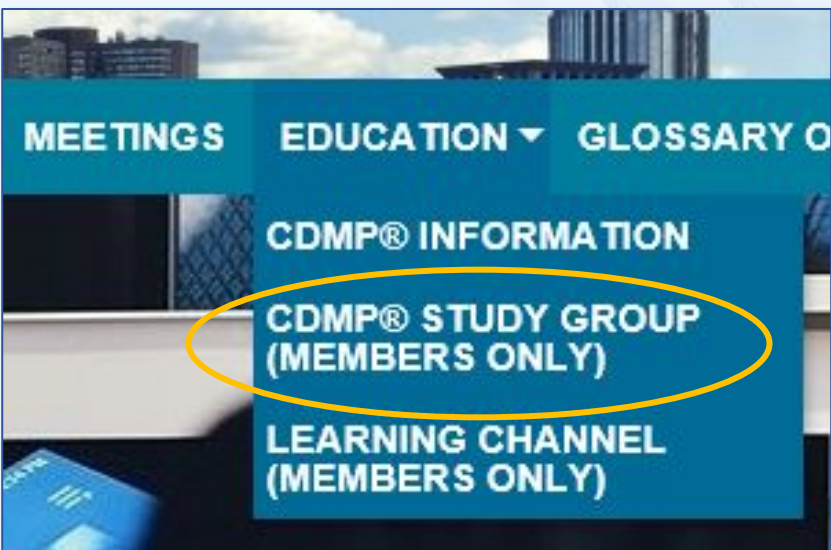 MEETINGS EDUCATION GLOSSARY O
CDMP® INFORMATION
CDMP® STUDY GROUP
(MEMBERS ONLY)
LEARNING CHANNEL
(MEMBERS ONLY)